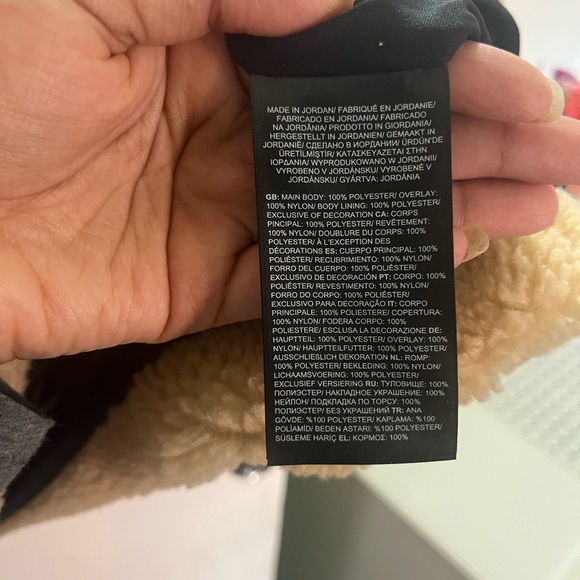 MADE IN JORDAN/ FABRIQUÉ EN JORDANIE/
FABRICADO EN JORDANIA/ FABRICADO
NA JORDÂNIA/ PRODOTTO IN GIORDANIA/
HERGESTELLT IN JORDANIEN/ GEMAAKT IN
JORDANIË/ СДЕЛАНО В ИОРДАНИИ/ ÜRDÜN'DE
ÜRETİLMİŞTİR/ ΚΑΤΑΣΚΕΥΑΖΕΤΑΙ ΣΤΗΝ
ΙΟΡΔΑΝΙΑ/ WYPRODUKOWANO W JORDANII/
VYROBENO V JORDÁNSKU/ VYROBENÉ V
JORDÁNSKU/ GYÁRTVA: JORDÁNIA
GB: MAIN BODY: 100% POLYESTER/ OVERLAY:
100% NYLON/ BODY LINING: 100% POLYESTER/
EXCLUSIVE OF DECORATION CA: CORPS
PINCIPAL: 100% POLYESTER/ REVÊTEMENT:
100% NYLON/ DOUBLURE DU CORPS: 100%
POLYESTER/ À L'EXCEPTION DES
DÉCORATIONS ES: CUERPO PRINCIPAL: 100%
POLIÉSTER/ RECUBRIMIENTO: 100% NYLON/
FORRO DEL CUERPO: 100% POLIÉSTER/
EXCLUSIVO DE DECORACIÓN PT: CORPO: 100%
POLIÉSTER/ REVESTIMENTO: 100% NYLON/
FORRO DO CORPO: 100% POLIÉSTER/
EXCLUSIVO PARA DECORAÇÃO IT: CORPO
PRINCIPALE: 100% POLIESTERE/ COPERTURA:
100% NYLON/ FODERA CORPO: 100%
POLIESTERE/ ESCLUSA LA DECORAZIONE DE:
HAUPTTEIL: 100% POLYESTER/ OVERLAY: 100%
NYLON/ HAUPTTEILFUTTER: 100% POLYESTER/
AUSSCHLIEẞLICH DEKORATION NL: ROMP:
100% POLYESTER/ BEKLEDING: 100% NYLON/
LICHAAMSVOERING: 100% POLYESTER/
EXCLUSIEF VERSIERING RU: ТУЛОВИЩЕ: 100%
ПОЛИЭСТЕР/ НАКЛАДНЫЕ ДЕТАЛИ: 100%
НЕЙЛОН/ ПОДКЛАДКА ПО ТОРСУ: 100%
ПОЛИЭСТЕР/ БЕЗ УКРАШЕНИЙ TR: ANA
GÖVDE: %100 POLYESTER/ KAPLAMA: %100
POLİAMİD/ BEDEN ASTARI: %100 POLYESTER/
SÜSLEME HARİÇ EL: ΚΟΡΜΟΣ: 100%